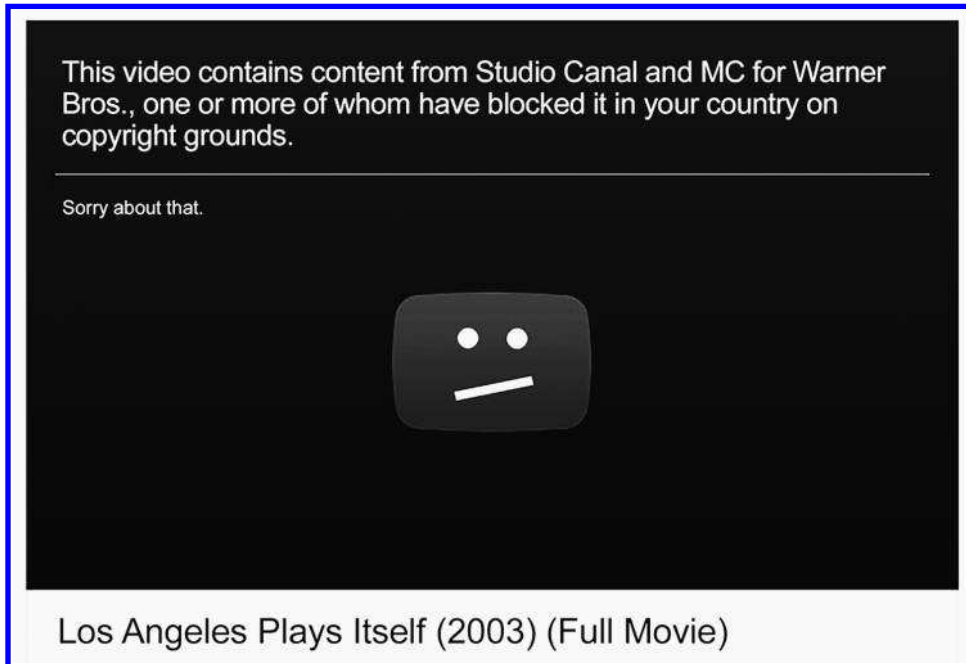 This video contains content from Studio Canal and MC for Warner
Bros., one or more of whom have blocked it in your country on
copyright grounds.
Sorry about that.
Los Angeles Plays Itself (2003) (Full Movie)